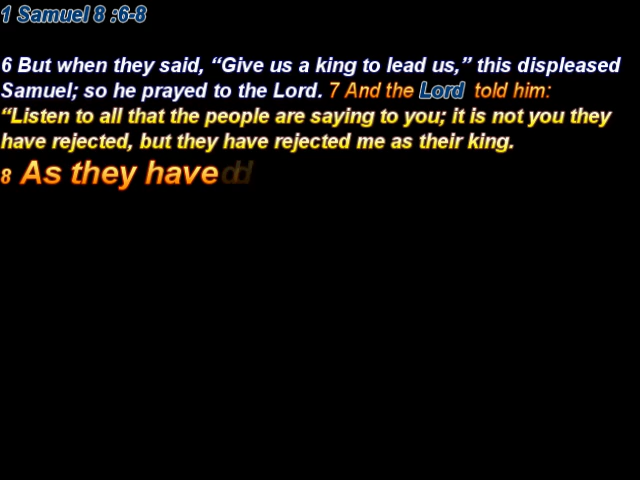 1 Samuel 8 :6-8
6 But when they said, “Give us a king to lead us,” this displeased
Samuel; so he prayed to the Lord. 7 And the Lord told him:
“Listen to all that the people are saying to you; it is not you they
have rejected, but they have rejected me as their king.
8 As they have